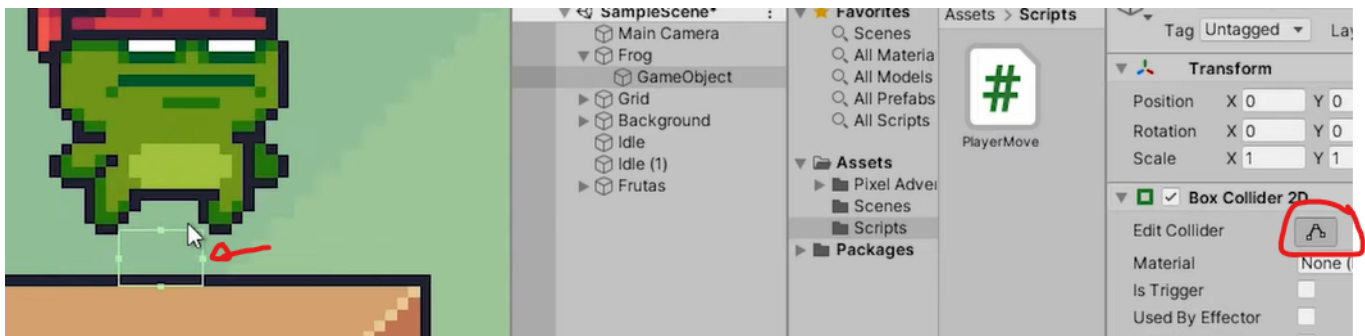 SampleScene*
Main Camera
Frog
GameObject
Grid
Background
Idle
Idle (1)
Frutas
Favorites
Scenes
All Materia
All Models
All Prefabs
All Scripts
Assets
Pixel Adve
Scenes
Scripts
Packages
Assets > Scripts
#
PlayerMove
Tag Untagged Lay
Transform
Position X 0 Y 0
Rotation X 0 Y 0
Scale X 1 Y 1
Box Collider 2D
Edit Collider
Material None (
Is Trigger
Used By Effector